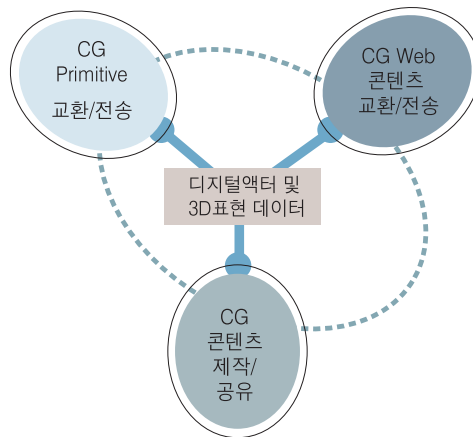 CG
Primitive
교환/전송
CG Web
콘텐츠
교환/전송
디지털액터 및
3D표현 데이터
CG
콘텐츠
제작/
공유